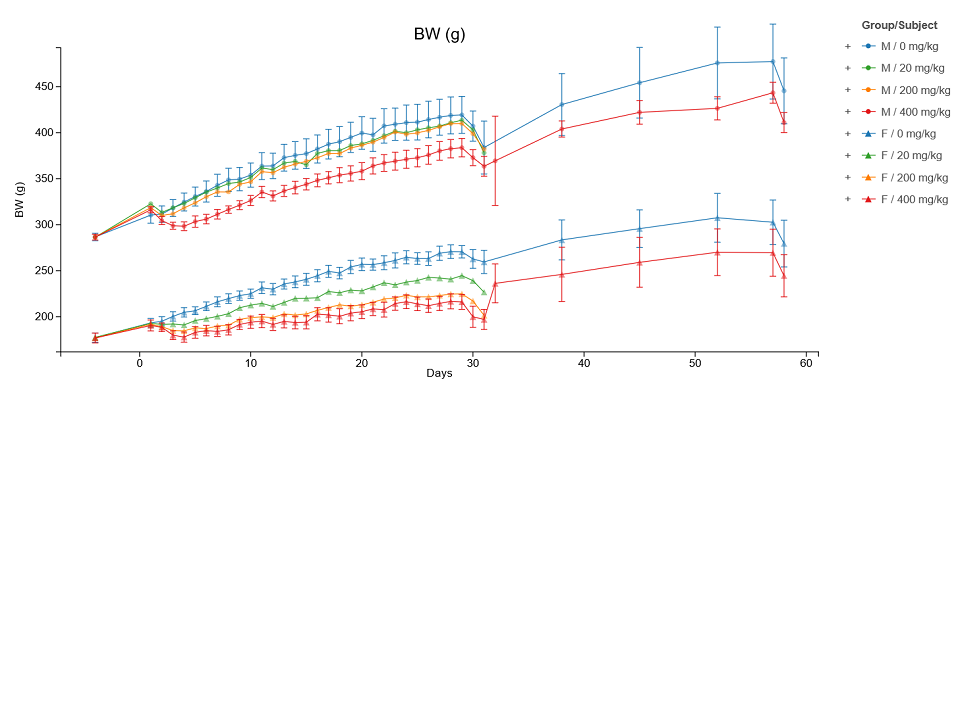 BW (g)
Group/Subject
+ M / 0 mg/kg
+ M / 20 mg/kg
+ M / 200 mg/kg
+ M / 400 mg/kg
+ F / 0 mg/kg
+ F / 20 mg/kg
+ F / 200 mg/kg
+ F / 400 mg/kg
BW (g)
450
400
350
300
250
200
0 10 20 30 40 50 60
Days